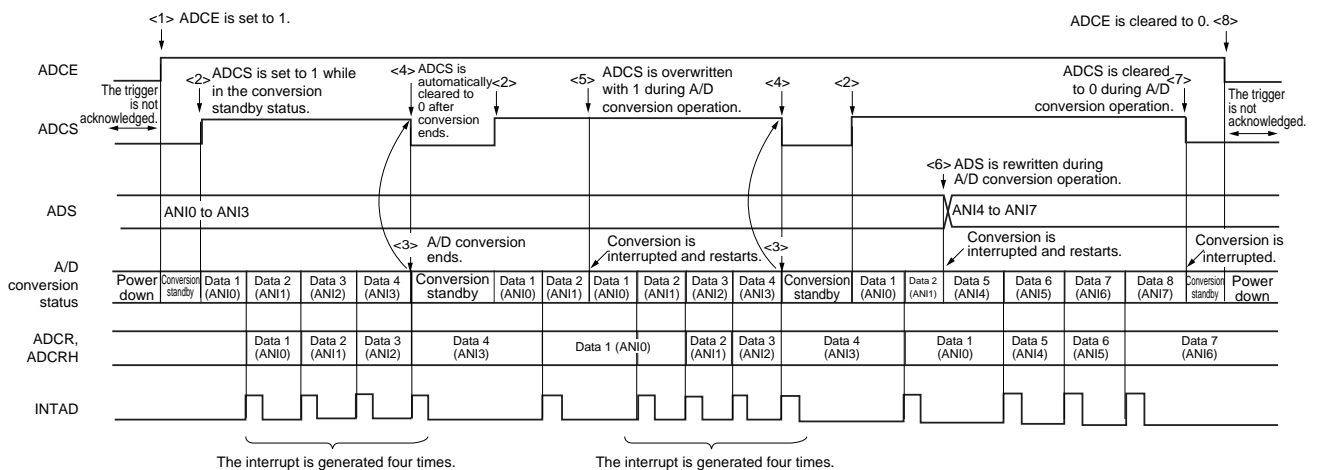 <1> ADCE is set to 1.
ADCE is cleared to 0. <8>
ADCE
The trigger
is not
acknowledged.
<2> ADCS is set to 1 while
in the conversion
standby status.
<4> ADCS is
automatically
cleared to
0 after
conversion
ends.
<2>
<5> ADCS is overwritten
with 1 during A/D
conversion operation.
<4>
<2>
ADCS is cleared <7>
to 0 during A/D
conversion operation.
The trigger
is not
acknowledged.
ADCS
<6> ADS is rewritten during
A/D conversion operation.
ADS
ANI0 to ANI3
ANI4 to ANI7
<3> A/D conversion
ends.
Conversion is
interrupted and restarts.
<3>
Conversion is
interrupted and restarts.
Conversion is
interrupted.
A/D
conversion
status
Power
down
Conversion
standby
Data 1
(ANI0)
Data 2
(ANI1)
Data 3
(ANI2)
Data 4
(ANI3)
Conversion
standby
Data 1
(ANI0)
Data 2
(ANI1)
Data 1
(ANI0)
Data 2
(ANI1)
Data 3
(ANI2)
Data 4
(ANI3)
Conversion
standby
Data 1
(ANI0)
Data 2
(ANI1)
Data 5
(ANI4)
Data 6
(ANI5)
Data 7
(ANI6)
Data 8
(ANI7)
Conversion
standby
Power
down
ADCR,
ADCRH
Data 1
(ANI0)
Data 2
(ANI1)
Data 3
(ANI2)
Data 4
(ANI3)
Data 1 (ANI0)
Data 2
(ANI1)
Data 3
(ANI2)
Data 4
(ANI3)
Data 1
(ANI0)
Data 5
(ANI4)
Data 6
(ANI5)
Data 7
(ANI6)
INTAD
The interrupt is generated four times.
The interrupt is generated four times.